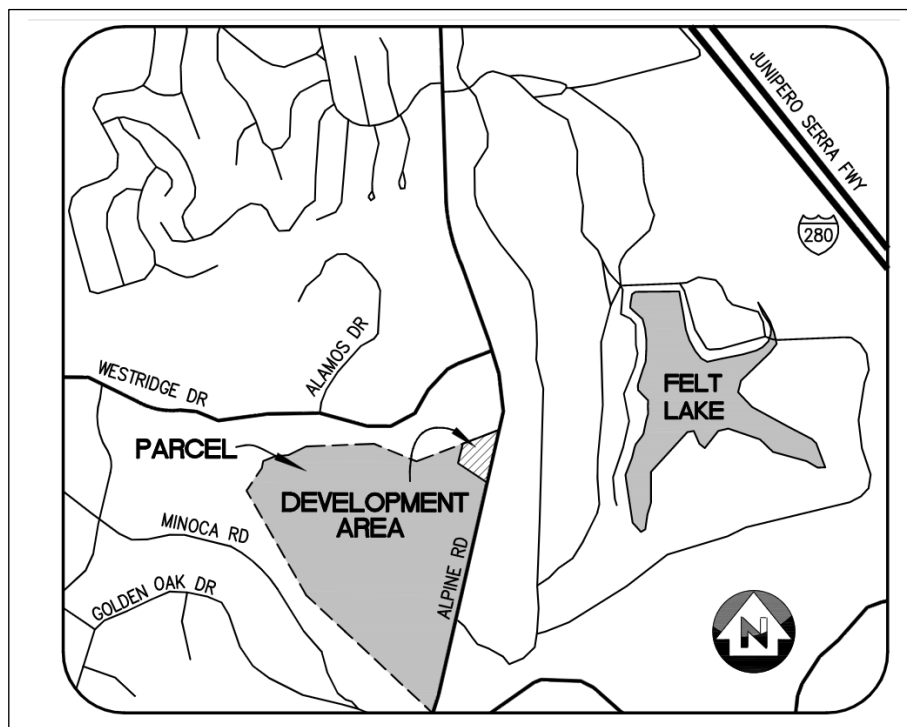 JUNIPERO SERRA FWY
280
ALAMOS DR
WESTRIDGE DR
FELT
LAKE
PARCEL
DEVELOPMENT
AREA
MINOCA RD
ALPINE RD
GOLDEN OAK DR
N